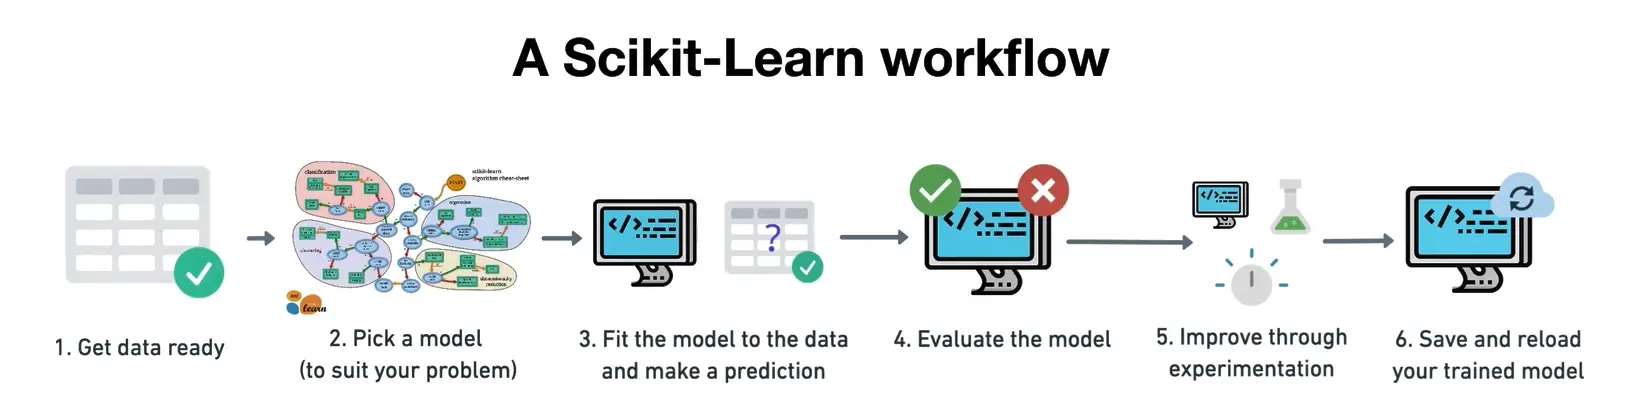 A Scikit-Learn workflow
classification
scikit-learn
algorithm cheat-sheet
START
regression
clustering
dimensionality
reduction
learn
</>
?
</>
</>
</>
1. Get data ready
2. Pick a model
(to suit your problem)
3. Fit the model to the data
and make a prediction
4. Evaluate the model
5. Improve through
experimentation
6. Save and reload
your trained model